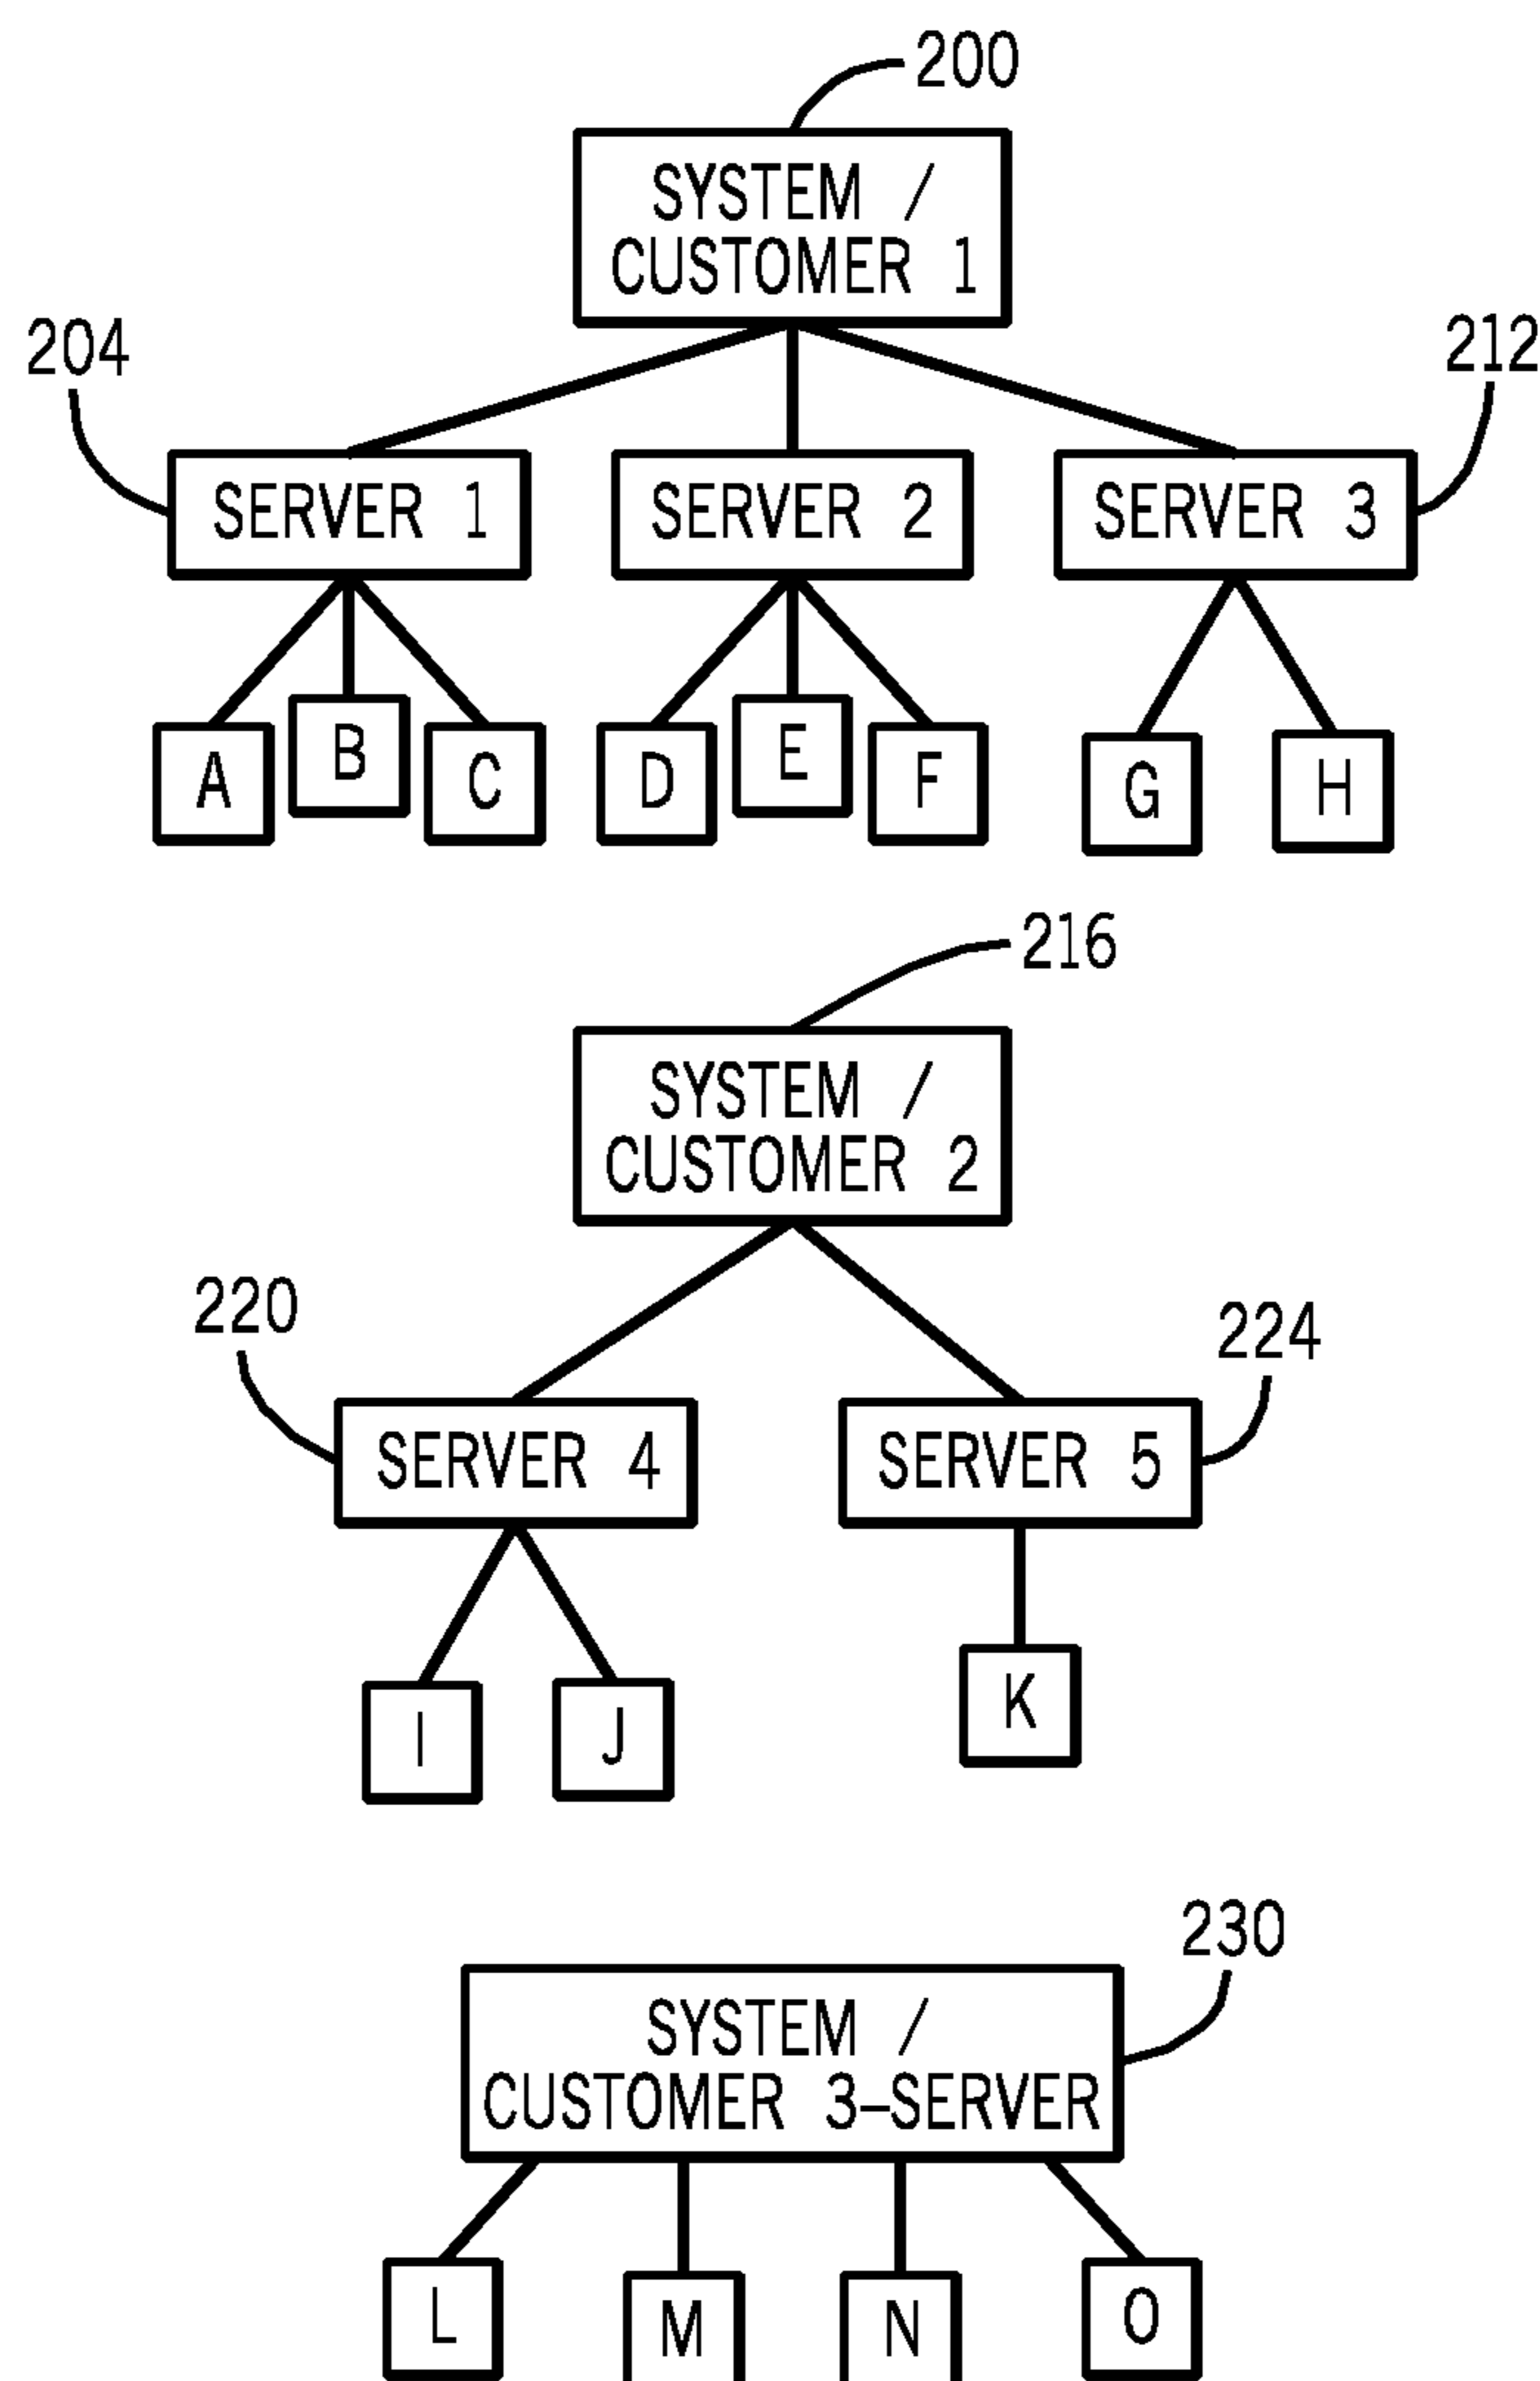 200
SYSTEM /
CUSTOMER 1
204
212
SERVER 1
SERVER 2
SERVER 3
A
B
C
D
E
F
G
H
216
SYSTEM /
CUSTOMER 2
220
224
SERVER 4
SERVER 5
I
J
K
230
SYSTEM /
CUSTOMER 3-SERVER
L
M
N
O